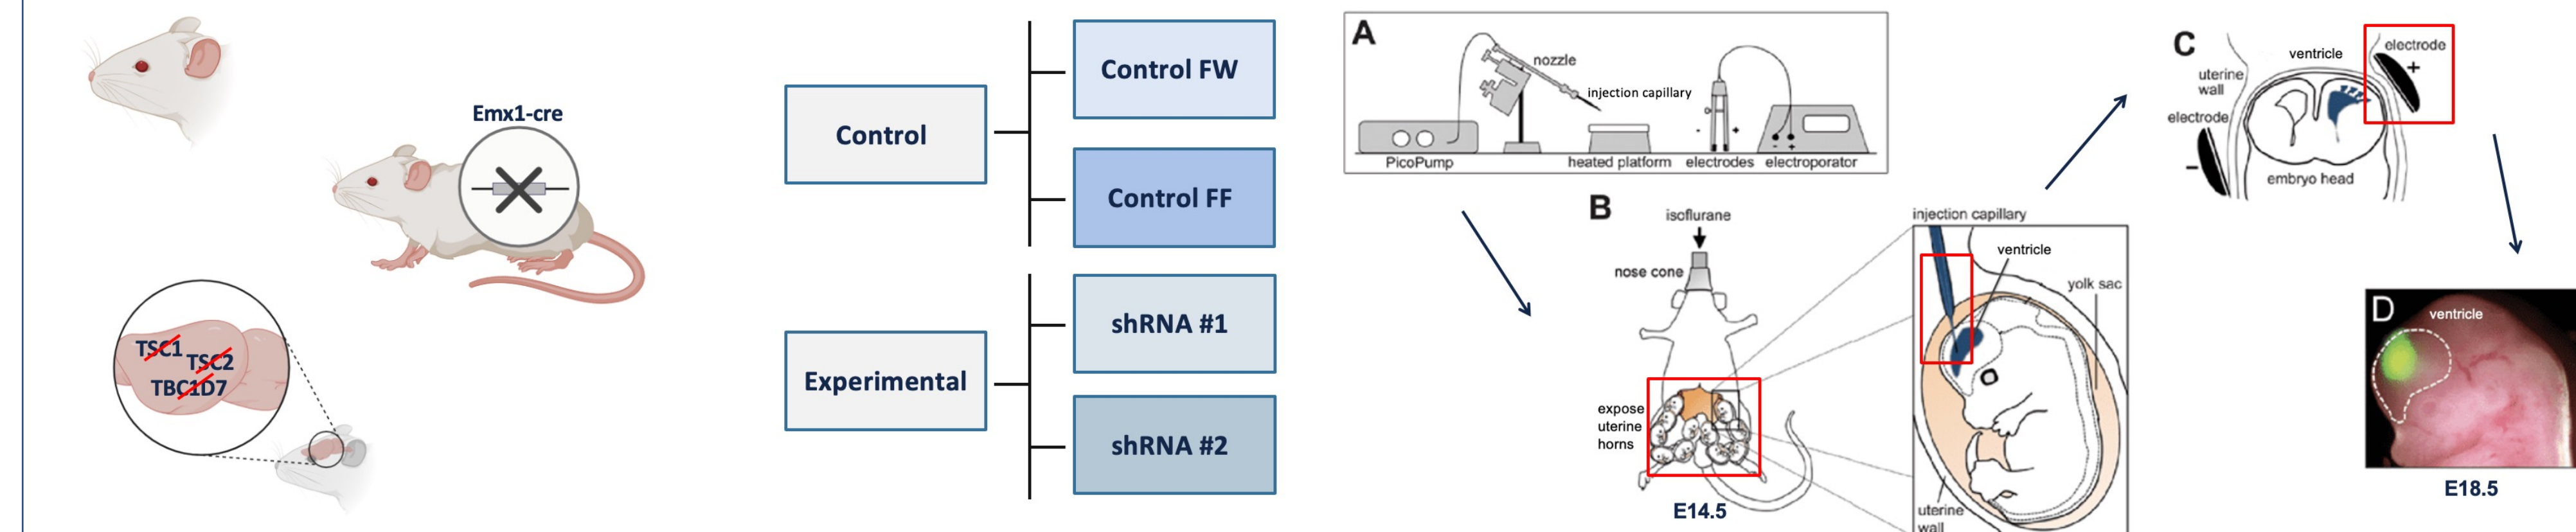 Emx1-cre
TSC1
TSC2
TBC1D7
Control
Control FW
Control FF
Experimental
shRNA #1
shRNA #2
A
nozzle
injection capillary
- +
- +
PicoPump
heated platform
electrodes
electroporator
B
isoflurane
nose cone
expose
uterine
horns
E14.5
injection capillary
ventricle
yolk sac
uterine
wall
C
ventricle
electrode
+
uterine
wall
electrode
-
embryo head
D
ventricle
E18.5